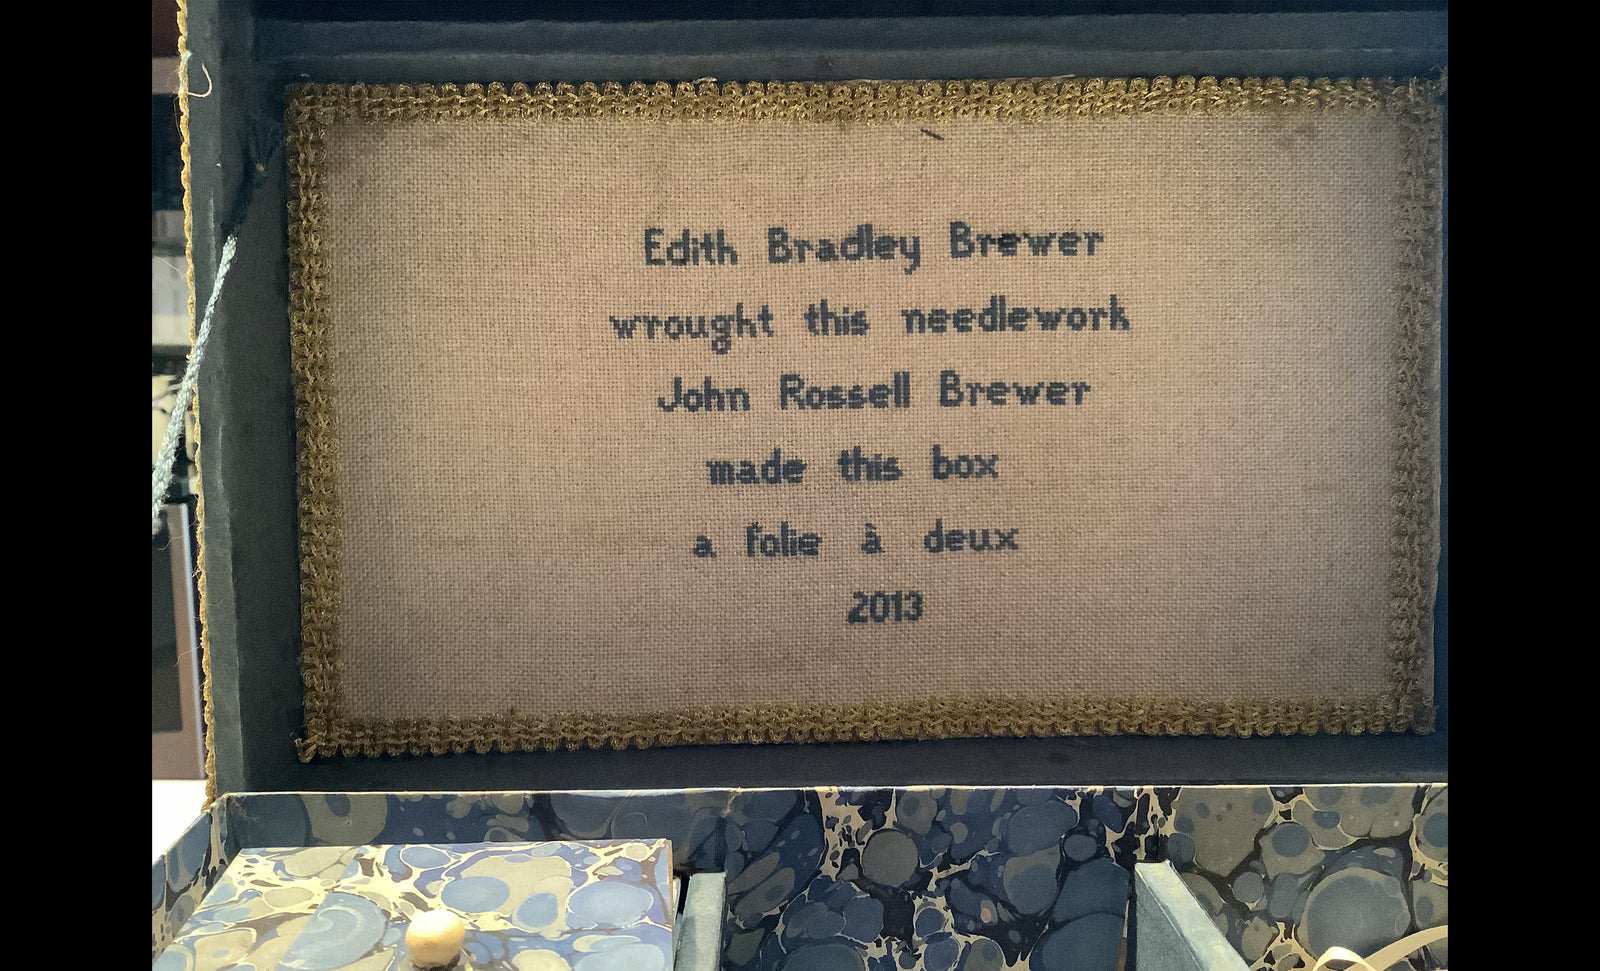 Edith Bradley Brewer
wrought this needlework
John Rossell Brewer
made this box
a folie à deux
2013